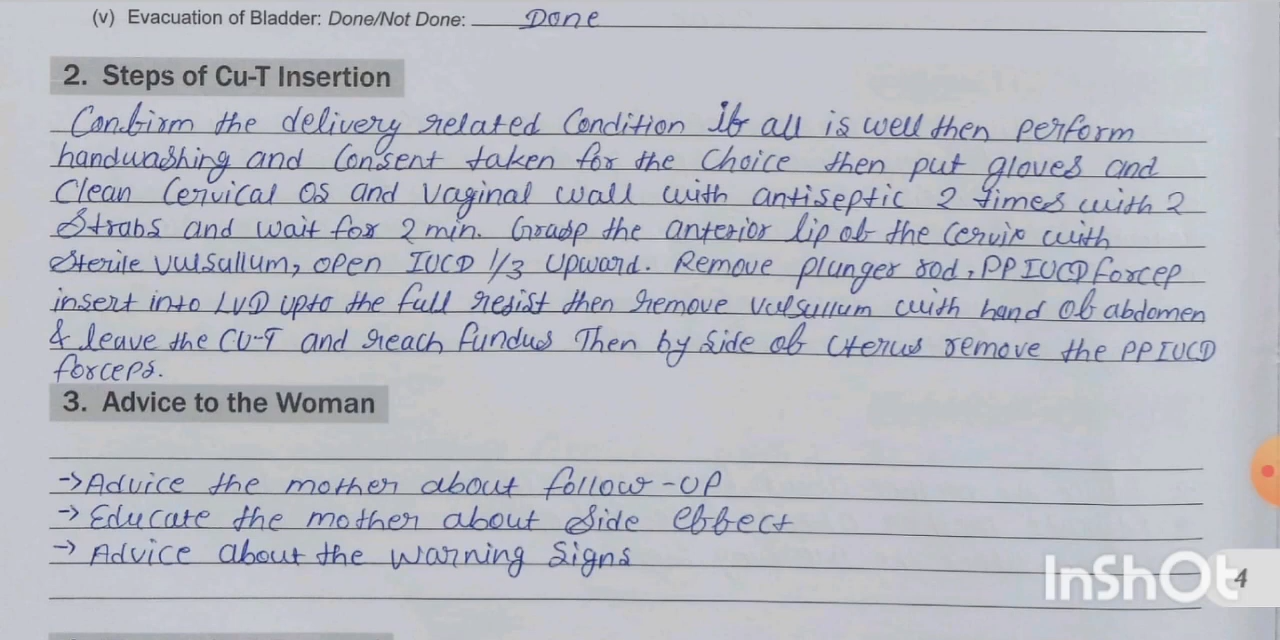 (v) Evacuation of Bladder: Done/Not Done: Done
2. Steps of Cu-T Insertion
Confirm the delivery related Condition If all is well then perform
handwashing and Consent taken for the Choice then put gloves and
Clean Cervical OS and Vaginal wall with antiseptic 2 times with 2
Strabs and wait for 2 min. Grasp the anterior lip of the Cervix with
Sterile Vulsullum, open IUCD 1/3 Upward. Remove plunger rod, PPIUCD forcep
insert into LVD upto the full resist then remove Vulsullum with hand Of abdomen
& leave the CU-T and reach fundus Then by Side of Uterus remove the PPIUCD
forceps.
3. Advice to the Woman
→ Advice the mother about follow-UP
→ Educate the mother about Side effect
→ Advice about the Warning Signs
InShOt
4